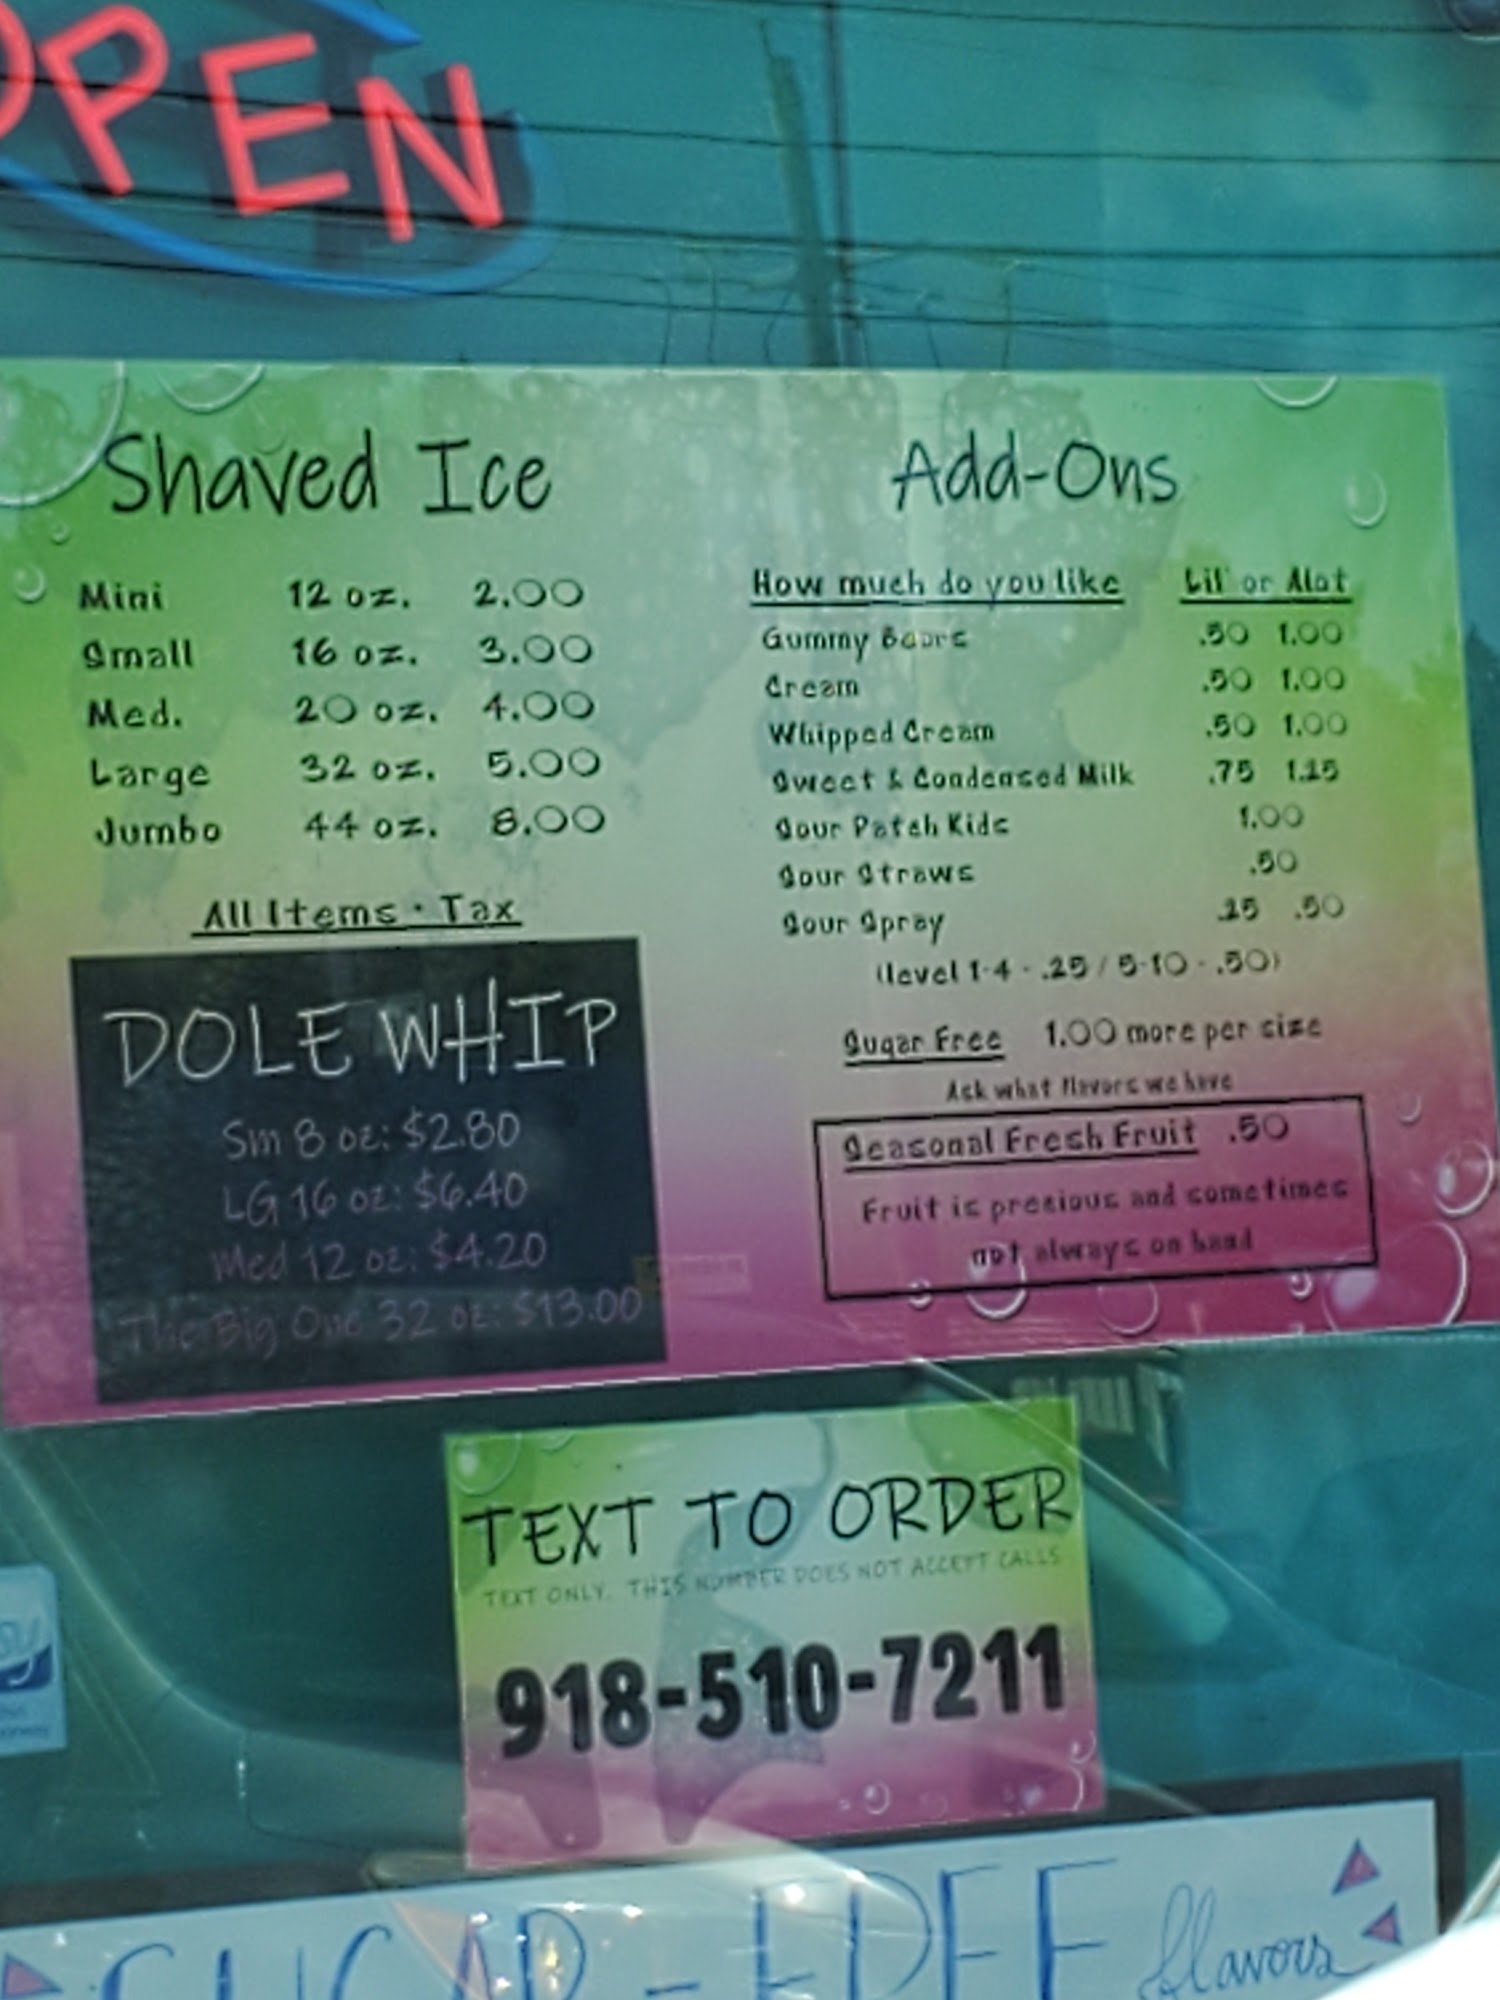 OPEN
Shaved Ice
Mini 12 oz. 2.00
Small 16 oz. 3.00
Med. 20 oz. 4.00
Large 32 oz. 5.00
Jumbo 44 oz. 8.00
All Items + Tax
DOLE WHIP
Sm 8 oz: $2.80
LG 16 oz: $6.40
Med 12 oz: $4.20
The Big One 32 oz: $13.00
Add-Ons
How much do you like Lil' or Alot
Gummy Bears .50 1.00
Cream .50 1.00
Whipped Cream .50 1.00
Sweet & Condensed Milk .75 1.25
Sour Patch Kids 1.00
Sour Straws .50
Sour Spray .25 .50
(level 1-4 - .25 / 5-10 - .50)
Sugar Free 1.00 more per size
Ask what flavors we have
Seasonal Fresh Fruit .50
Fruit is precious and sometimes
not always on hand
TEXT TO ORDER
TEXT ONLY. THIS NUMBER DOES NOT ACCEPT CALLS
918-510-7211
SUGAR-FREE flavors